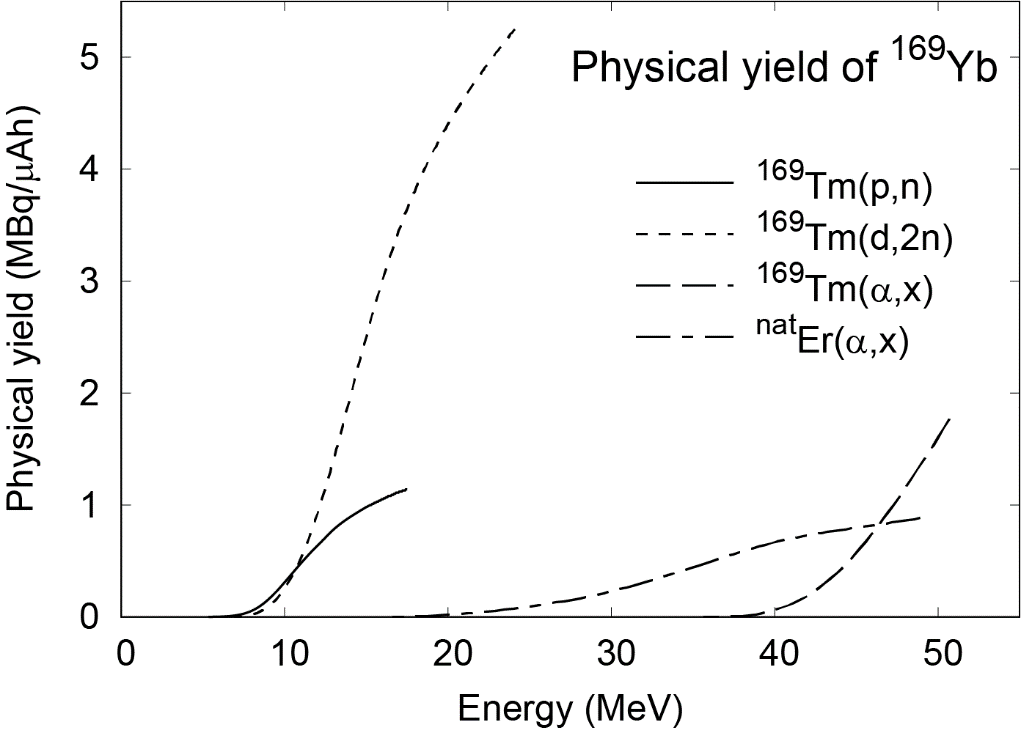 Physical yield of ¹⁶⁹Yb
¹⁶⁹Tm(p,n)
¹⁶⁹Tm(d,2n)
¹⁶⁹Tm(α,x)
ⁿᵃᵗEr(α,x)
Physical yield (MBq/μAh)
5
4
3
2
1
0
0 10 20 30 40 50
Energy (MeV)